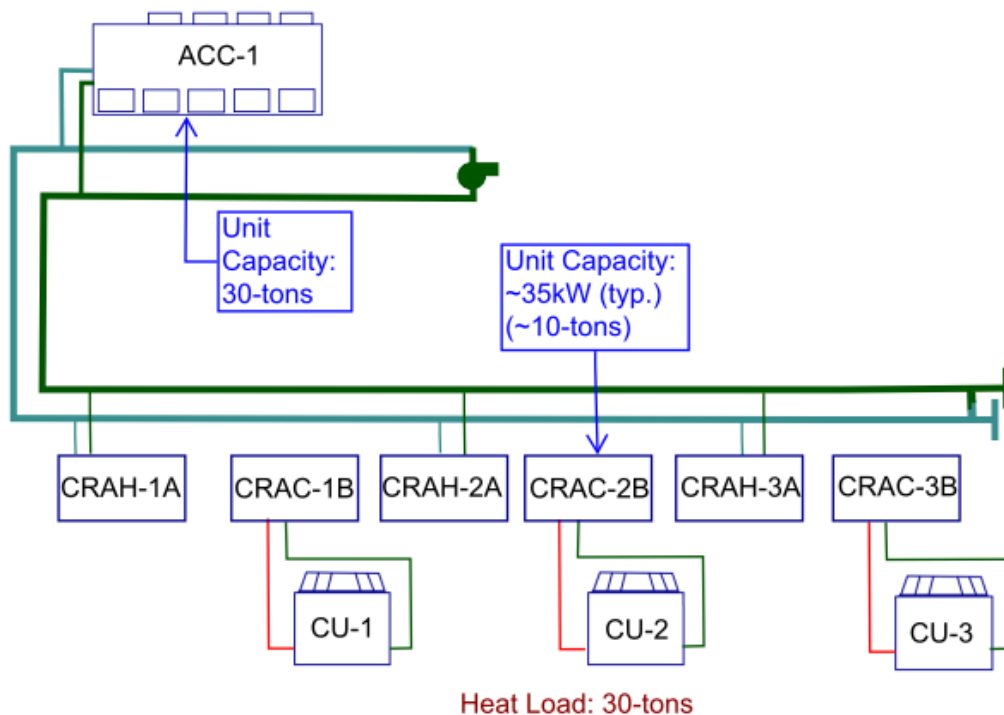 ACC-1
Unit
Capacity:
30-tons
Unit Capacity:
~35kW (typ.)
(~10-tons)
CRAH-1A
CRAC-1B
CRAH-2A
CRAC-2B
CRAH-3A
CRAC-3B
CU-1
CU-2
CU-3
Heat Load: 30-tons